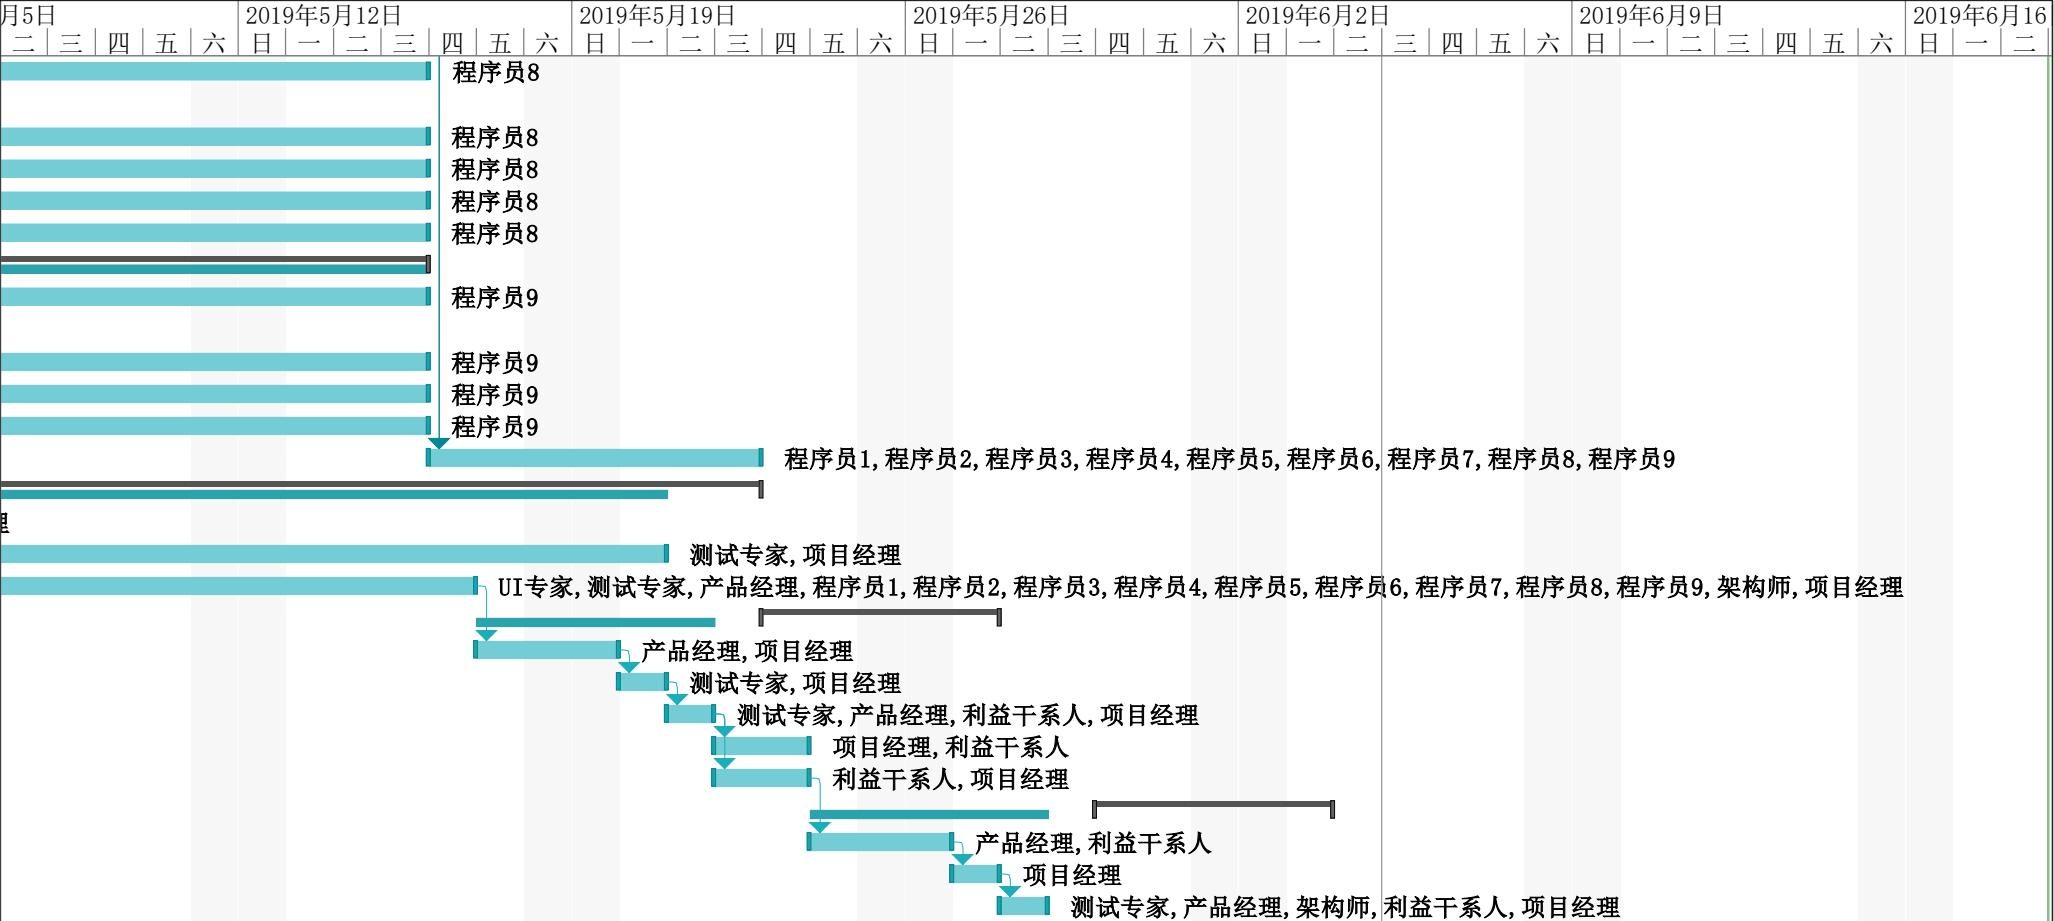 月5日 2019年5月12日 2019年5月19日 2019年5月26日 2019年6月2日 2019年6月9日 2019年6月16
二 三 四 五 六 日 一 二 三 四 五 六 日 一 二 三 四 五 六 日 一 二 三 四 五 六 日 一 二 三 四 五 六 日 一 二 三 四 五 六 日 一 二
程序员8
程序员8
程序员8
程序员8
程序员8
程序员9
程序员9
程序员9
程序员9
程序员1,程序员2,程序员3,程序员4,程序员5,程序员6,程序员7,程序员8,程序员9
理
测试专家,项目经理
UI专家,测试专家,产品经理,程序员1,程序员2,程序员3,程序员4,程序员5,程序员6,程序员7,程序员8,程序员9,架构师,项目经理
产品经理,项目经理
测试专家,项目经理
测试专家,产品经理,利益干系人,项目经理
项目经理,利益干系人
利益干系人,项目经理
产品经理,利益干系人
项目经理
测试专家,产品经理,架构师,利益干系人,项目经理